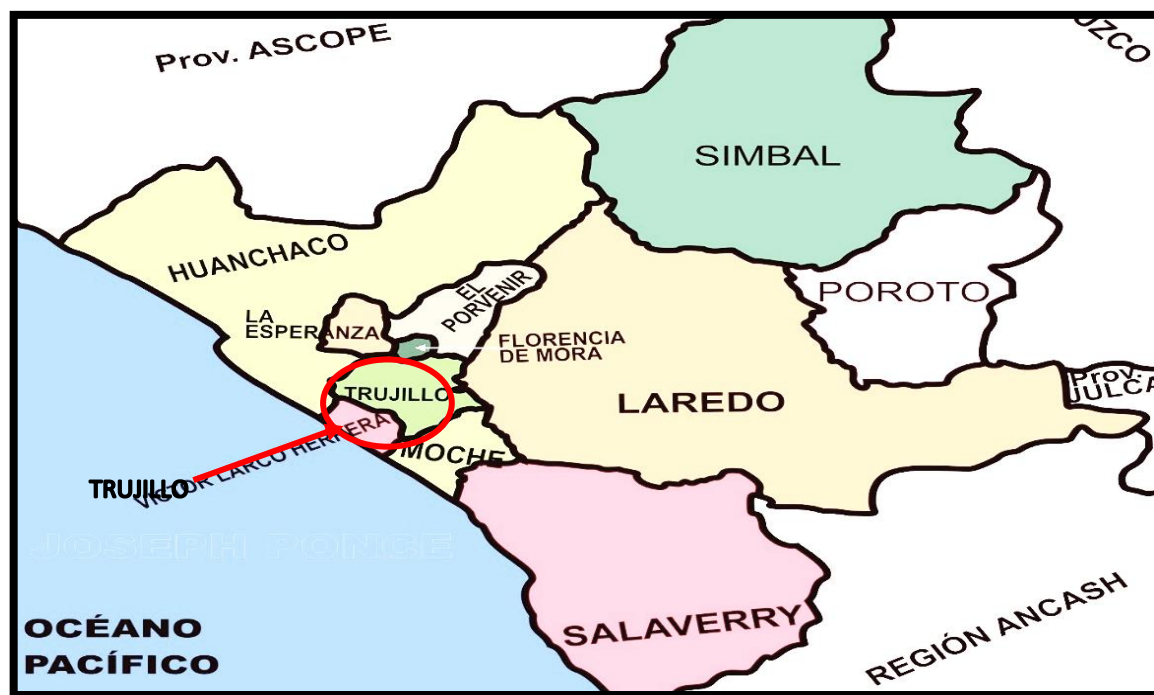 Prov. ASCOPE
UZCO
SIMBAL
HUANCHACO
POROTO
EL
PORVENIR
LA
ESPERANZA
FLORENCIA
DE MORA
Prov.
JULCA
TRUJILLO
LAREDO
VICTOR LARCO HERRERA
MOCHE
TRUJILLO
JOSEPH PONCE
SALAVERRY
REGIÓN ANCASH
OCÉANO
PACÍFICO